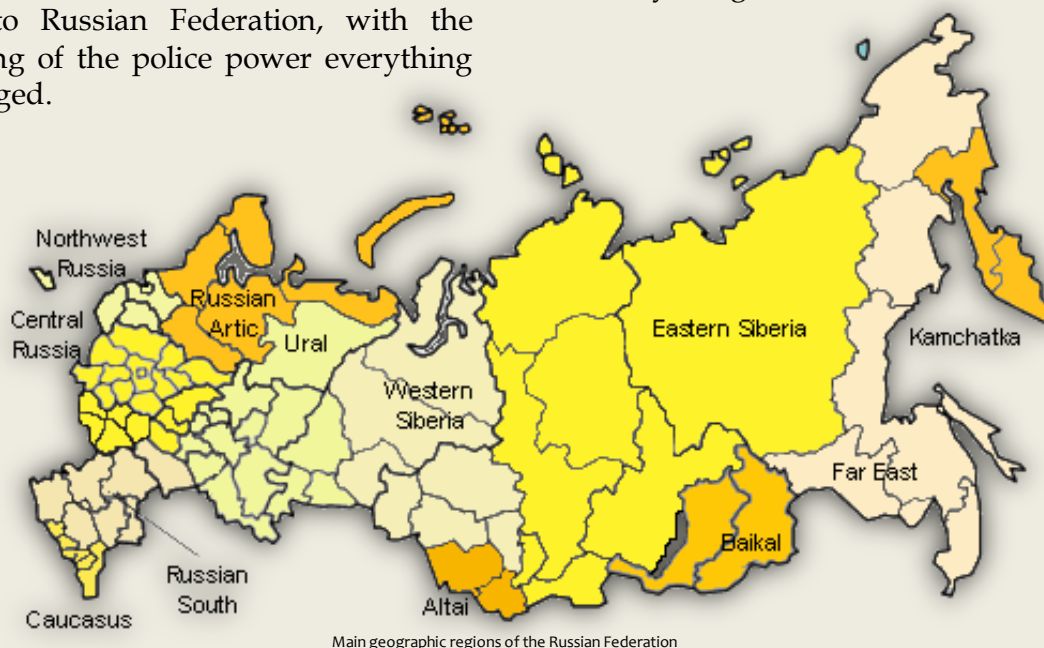 to Russian Federation, with the
ng of the police power everything
ged.
Northwest
Russia
Central
Russia
Russian
Artic
Ural
Western
Siberia
Eastern Siberia
Kamchatka
Far East
Baikal
Altai
Russian
South
Caucasus
Main geographic regions of the Russian Federation